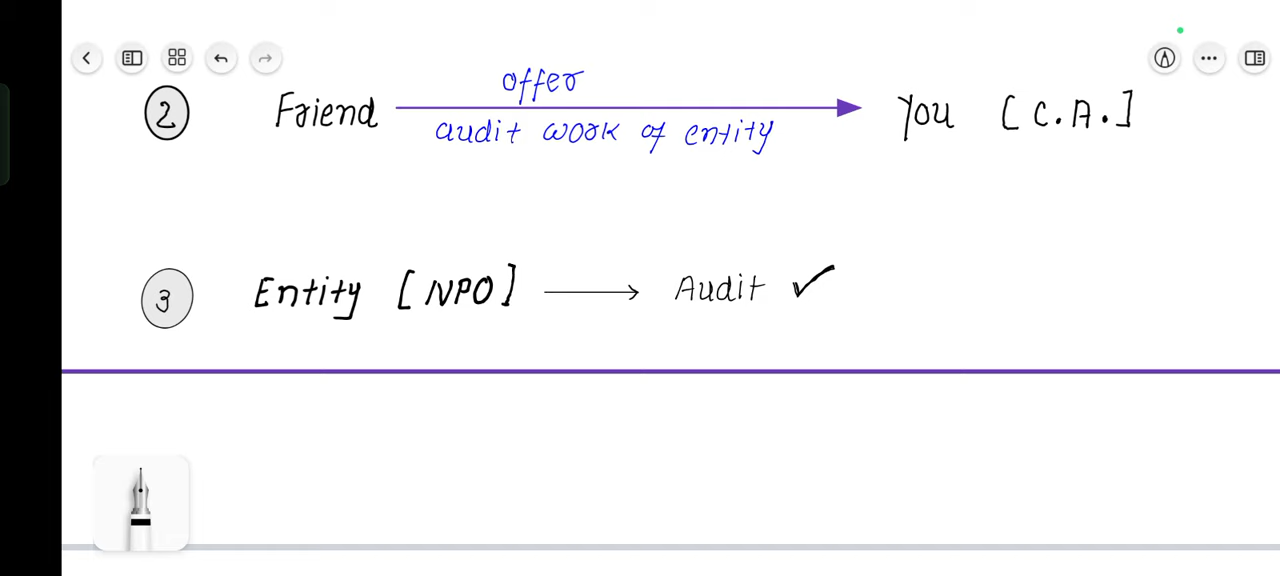 offer
2 Friend audit work of entity You [C.A.]
3 Entity [NPO] → Audit ✓